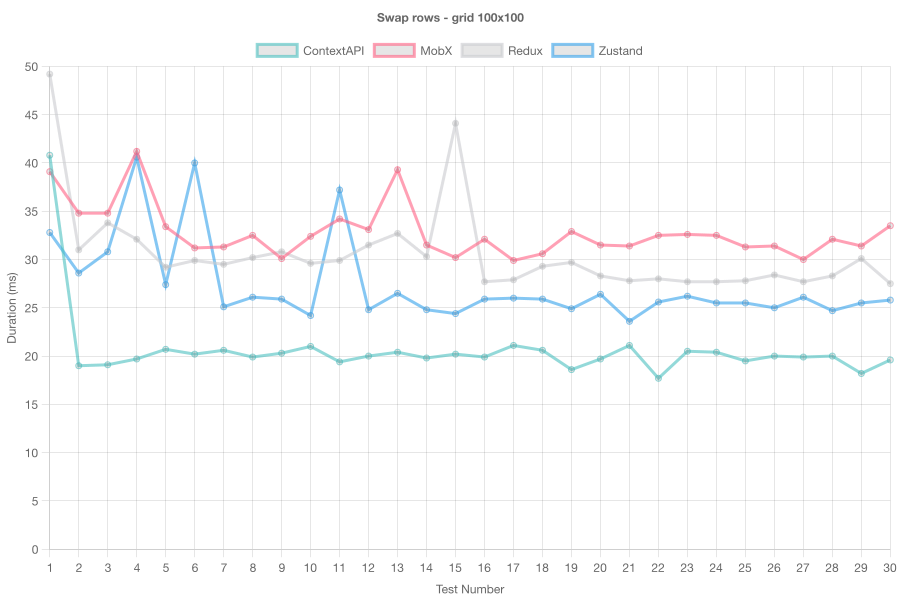 Swap rows - grid 100x100
ContextAPI MobX Redux Zustand
50
45
40
35
30
25
20
15
10
5
0
Duration (ms)
1 2 3 4 5 6 7 8 9 10 11 12 13 14 15 16 17 18 19 20 21 22 23 24 25 26 27 28 29 30
Test Number